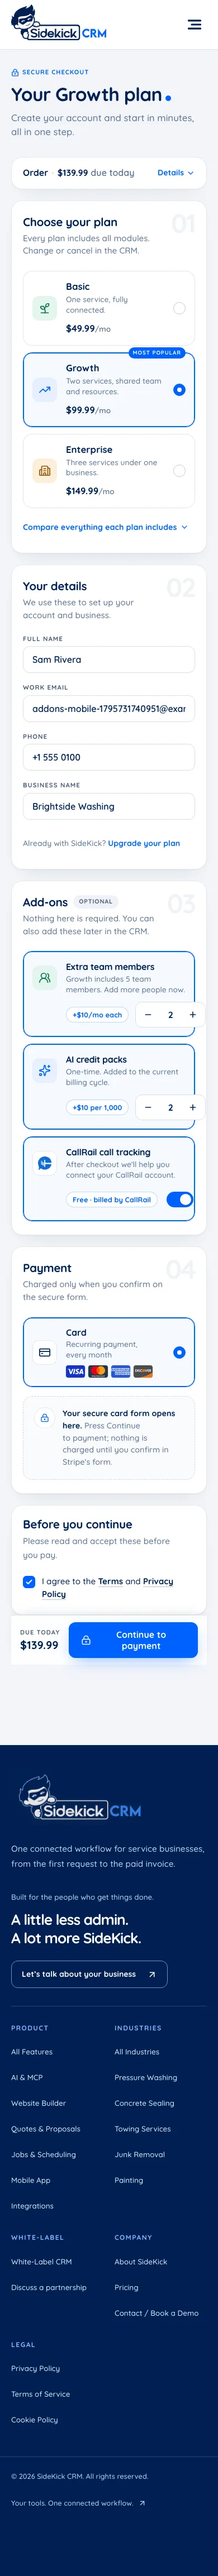 Sidekick CRM
SECURE CHECKOUT
Your Growth plan
Create your account and start in minutes,
all in one step.
Order · $139.99 due today Details
01
Choose your plan
Every plan includes all modules.
Change or cancel in the CRM.
Basic
One service, fully
connected.
$49.99/mo
MOST POPULAR
Growth
Two services, shared team
and resources.
$99.99/mo
Enterprise
Three services under one
business.
$149.99/mo
Compare everything each plan includes
02
Your details
We use these to set up your
account and business.
FULL NAME
Sam Rivera
WORK EMAIL
addons-mobile-1795731740951@exar
PHONE
+1 555 0100
BUSINESS NAME
Brightside Washing
Already with SideKick? Upgrade your plan
03
Add-ons OPTIONAL
Nothing here is required. You can
also add these later in the CRM.
Extra team members
Growth includes 5 team
members. Add more people now.
+$10/mo each − 2 +
AI credit packs
One-time. Added to the current
billing cycle.
+$10 per 1,000 − 2 +
CallRail call tracking
After checkout we'll help you
connect your CallRail account.
Free · billed by CallRail
04
Payment
Charged only when you confirm on
the secure form.
Card
Recurring payment,
every month
VISA AMERICAN EXPRESS DISCOVER
Your secure card form opens
here. Press Continue
to payment; nothing is
charged until you confirm in
Stripe's form.
Before you continue
Please read and accept these before
you pay.
I agree to the Terms and Privacy
Policy
DUE TODAY
$139.99
Continue to
payment
Sidekick CRM
One connected workflow for service businesses,
from the first request to the paid invoice.
Built for the people who get things done.
A little less admin.
A lot more SideKick.
Let's talk about your business
PRODUCT
All Features
AI & MCP
Website Builder
Quotes & Proposals
Jobs & Scheduling
Mobile App
Integrations
INDUSTRIES
All Industries
Pressure Washing
Concrete Sealing
Towing Services
Junk Removal
Painting
WHITE-LABEL
White-Label CRM
Discuss a partnership
COMPANY
About SideKick
Pricing
Contact / Book a Demo
LEGAL
Privacy Policy
Terms of Service
Cookie Policy
© 2026 SideKick CRM. All rights reserved.
Your tools. One connected workflow.